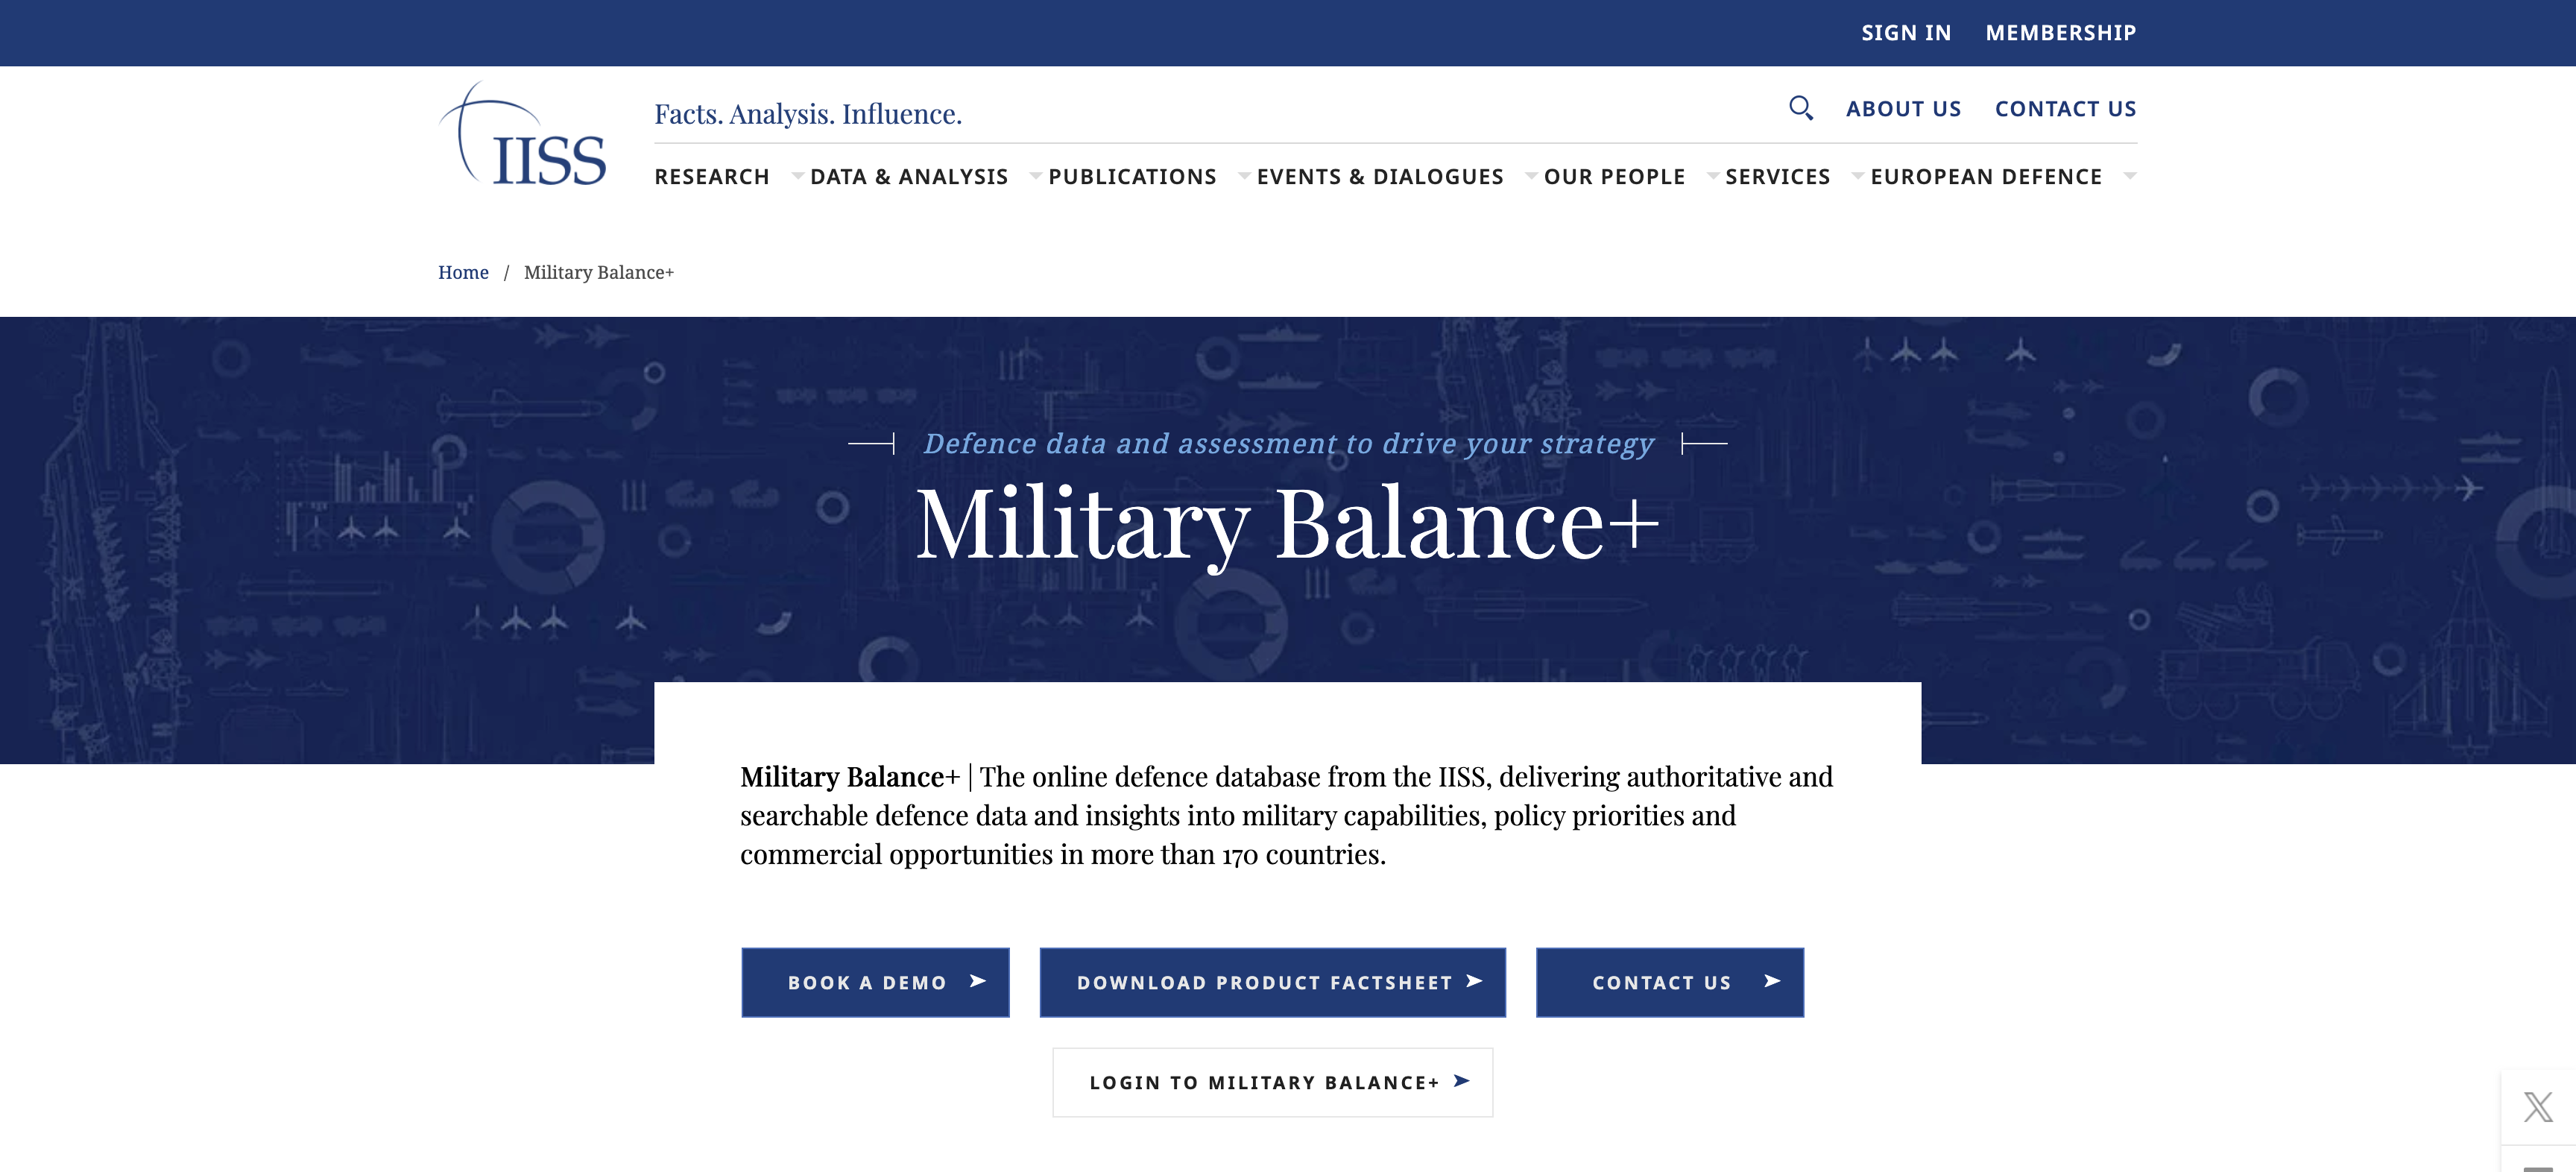 SIGN IN MEMBERSHIP
IISS
Facts. Analysis. Influence.
ABOUT US CONTACT US
RESEARCH DATA & ANALYSIS PUBLICATIONS EVENTS & DIALOGUES OUR PEOPLE SERVICES EUROPEAN DEFENCE
Home / Military Balance+
Defence data and assessment to drive your strategy
Military Balance+
Military Balance+ | The online defence database from the IISS, delivering authoritative and
searchable defence data and insights into military capabilities, policy priorities and
commercial opportunities in more than 170 countries.
BOOK A DEMO DOWNLOAD PRODUCT FACTSHEET CONTACT US
LOGIN TO MILITARY BALANCE+